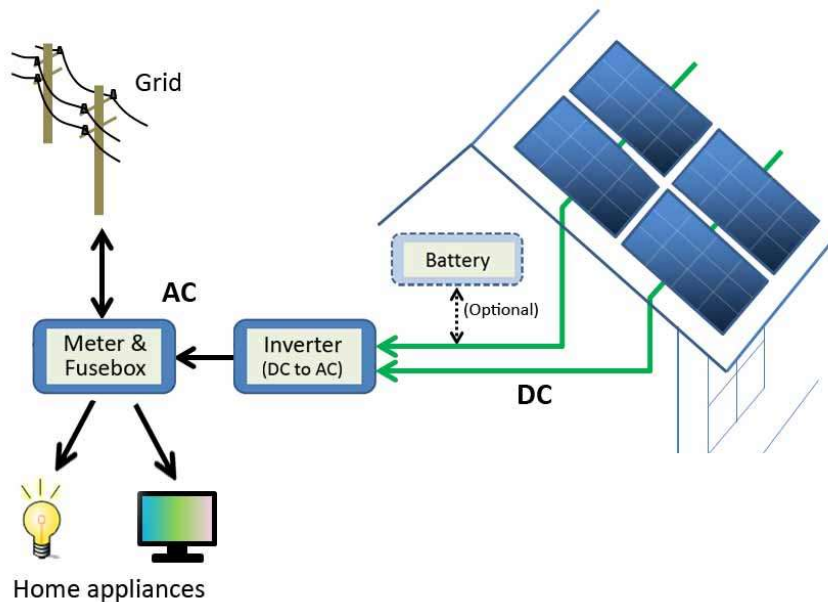 Grid
Battery
(Optional)
AC
Meter &
Fusebox
Inverter
(DC to AC)
DC
Home appliances